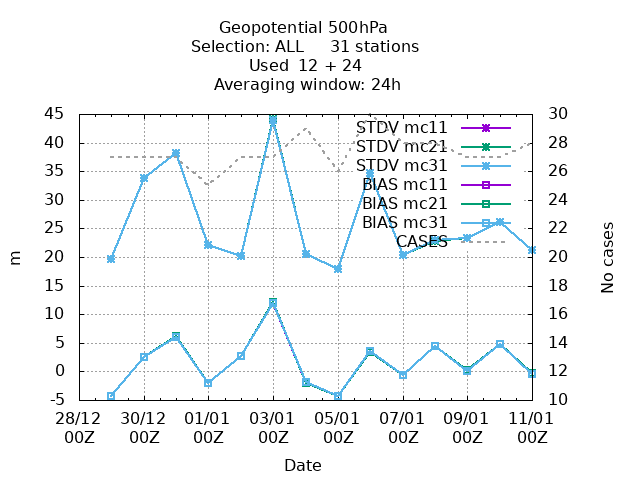 Geopotential 500hPa
Selection: ALL 31 stations
Used 12 + 24
Averaging window: 24h
45 30
40 28
35 26
30 24
25 22
20 20
15 18
10 16
5 14
0 12
-5 10
STDV mc11
STDV mc21
STDV mc31
BIAS mc11
BIAS mc21
BIAS mc31
CASES
m
No cases
28/12 30/12 01/01 03/01 05/01 07/01 09/01 11/01
00Z 00Z 00Z 00Z 00Z 00Z 00Z 00Z
Date